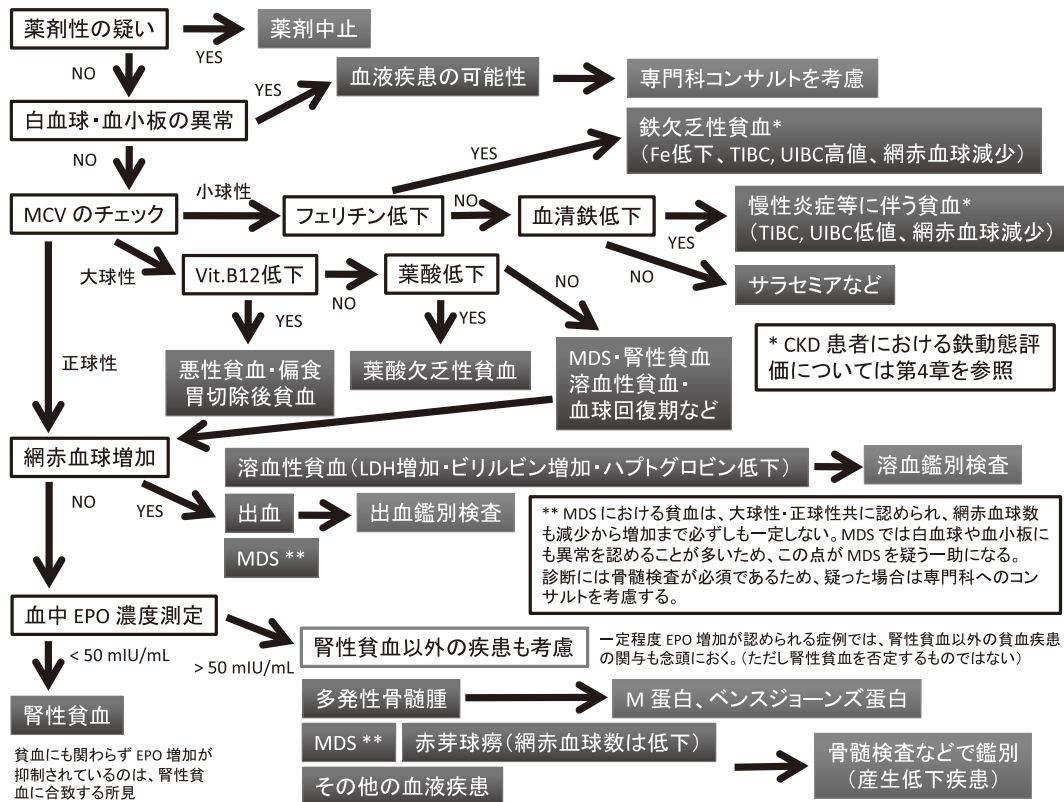 薬剤性の疑い
YES
薬剤中止
NO
血液疾患の可能性
専門科コンサルトを考慮
YES
白血球・血小板の異常
鉄欠乏性貧血*
(Fe低下、TIBC, UIBC高値、網赤血球減少)
NO
YES
小球性
MCV のチェック
フェリチン低下
NO
血清鉄低下
YES
慢性炎症等に伴う貧血*
(TIBC, UIBC低値、網赤血球減少)
大球性
Vit.B12低下
NO
葉酸低下
NO
NO
サラセミアなど
YES
YES
正球性
悪性貧血・偏食
胃切除後貧血
葉酸欠乏性貧血
MDS・腎性貧血
溶血性貧血・
血球回復期など
* CKD 患者における鉄動態評
価については第4章を参照
網赤血球増加
溶血性貧血(LDH増加・ビリルビン増加・ハプトグロビン低下)
溶血鑑別検査
NO
YES
出血
出血鑑別検査
MDS **
** MDS における貧血は、大球性・正球性共に認められ、網赤血球数
も減少から増加まで必ずしも一定しない。MDS では白血球や血小板に
も異常を認めることが多いため、この点が MDS を疑う一助になる。
診断には骨髄検査が必須であるため、疑った場合は専門科へのコン
サルトを考慮する。
血中 EPO 濃度測定
< 50 mIU/mL
> 50 mIU/mL
腎性貧血以外の疾患も考慮
一定程度 EPO 増加が認められる症例では、腎性貧血以外の貧血疾患
の関与も念頭におく。(ただし腎性貧血を否定するものではない)
腎性貧血
多発性骨髄腫
M 蛋白、ベンスジョーンズ蛋白
貧血にも関わらず EPO 増加が
抑制されているのは、腎性貧
血に合致する所見
MDS **
赤芽球癆(網赤血球数は低下)
その他の血液疾患
骨髄検査などで鑑別
(産生低下疾患)